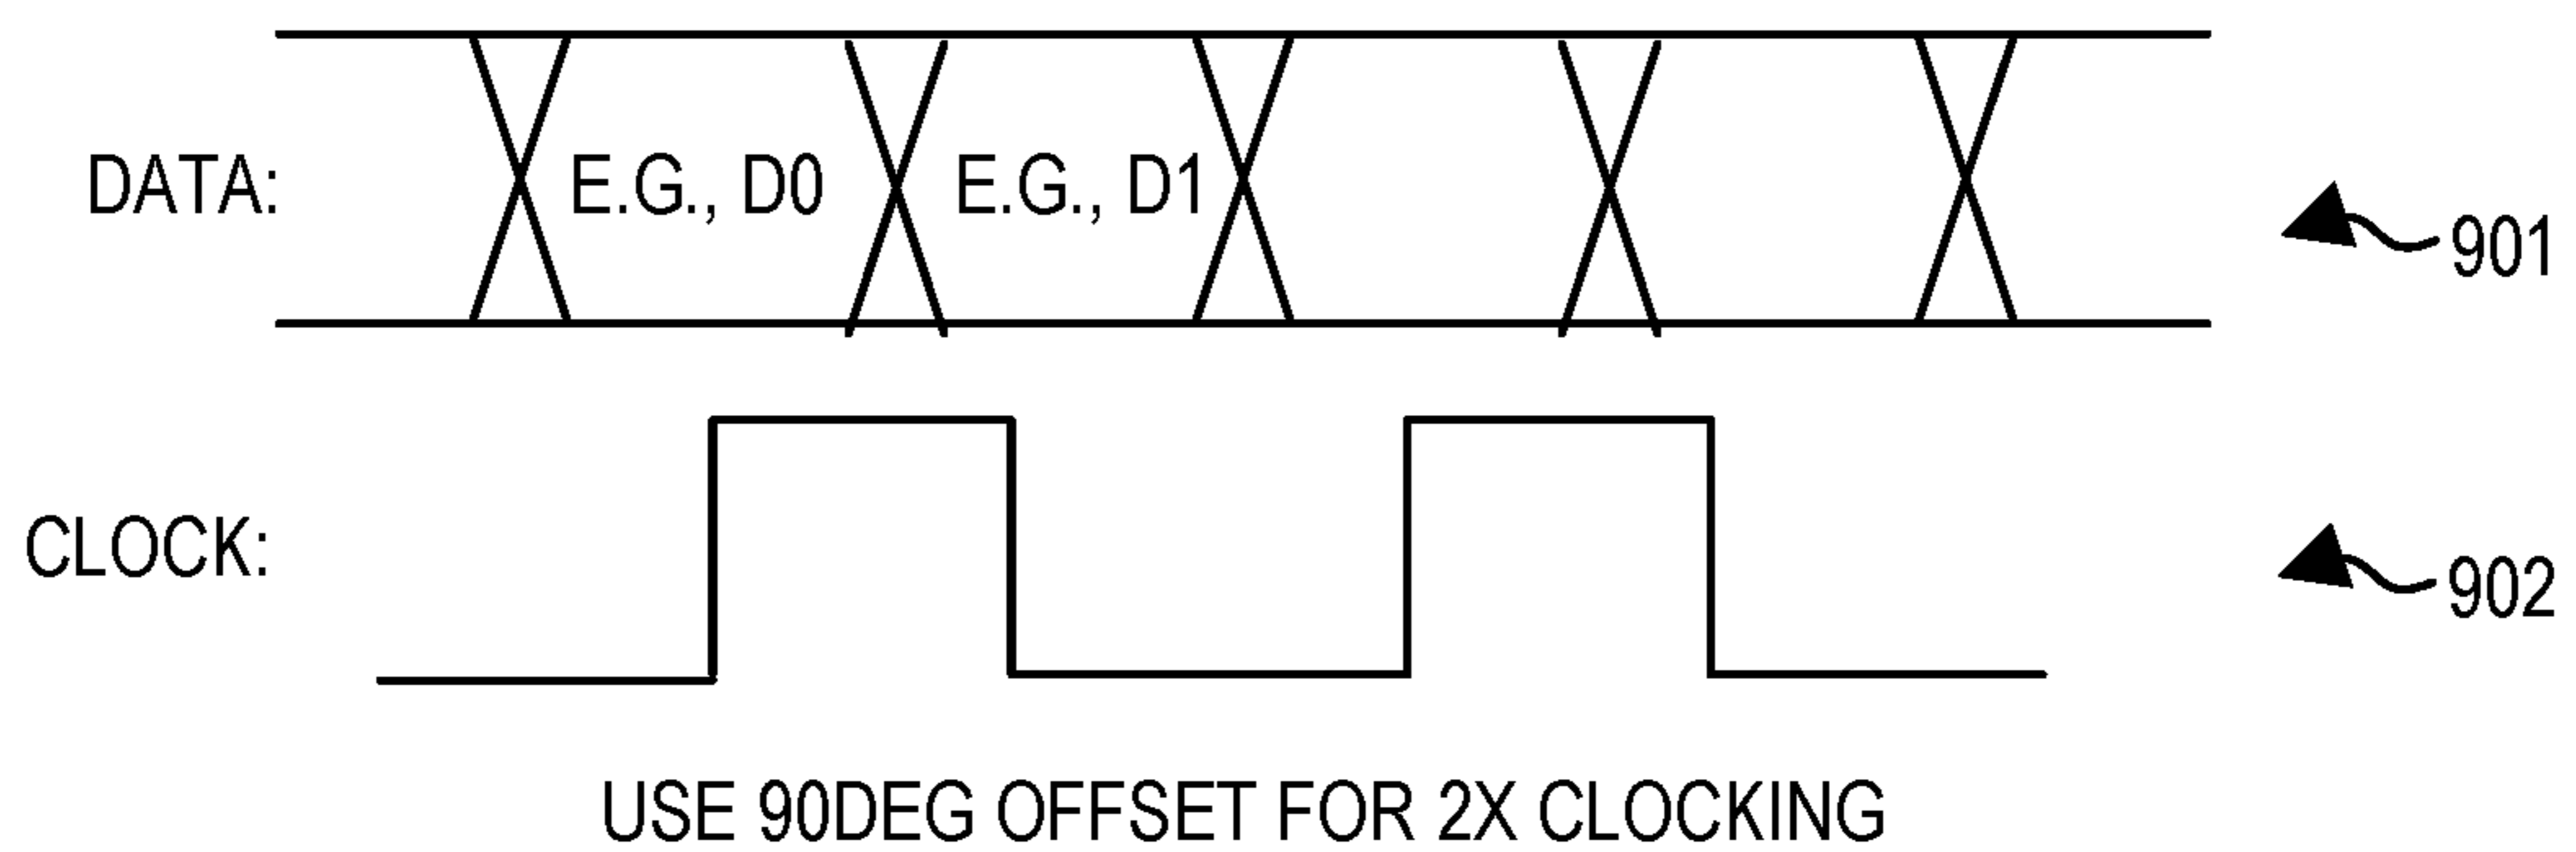 DATA:
E.G., D0
E.G., D1
901
CLOCK:
902
USE 90DEG OFFSET FOR 2X CLOCKING